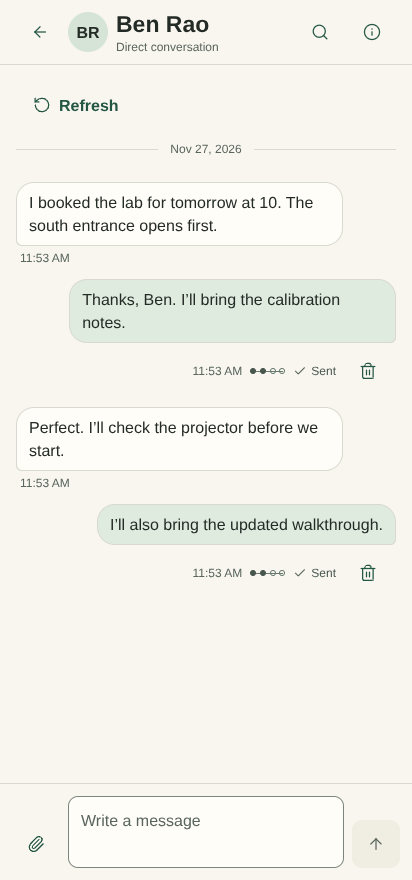 BR
Ben Rao
Direct conversation
Refresh
Nov 27, 2026
I booked the lab for tomorrow at 10. The
south entrance opens first.
11:53 AM
Thanks, Ben. I’ll bring the calibration
notes.
11:53 AM Sent
Perfect. I’ll check the projector before we
start.
11:53 AM
I’ll also bring the updated walkthrough.
11:53 AM Sent
Write a message